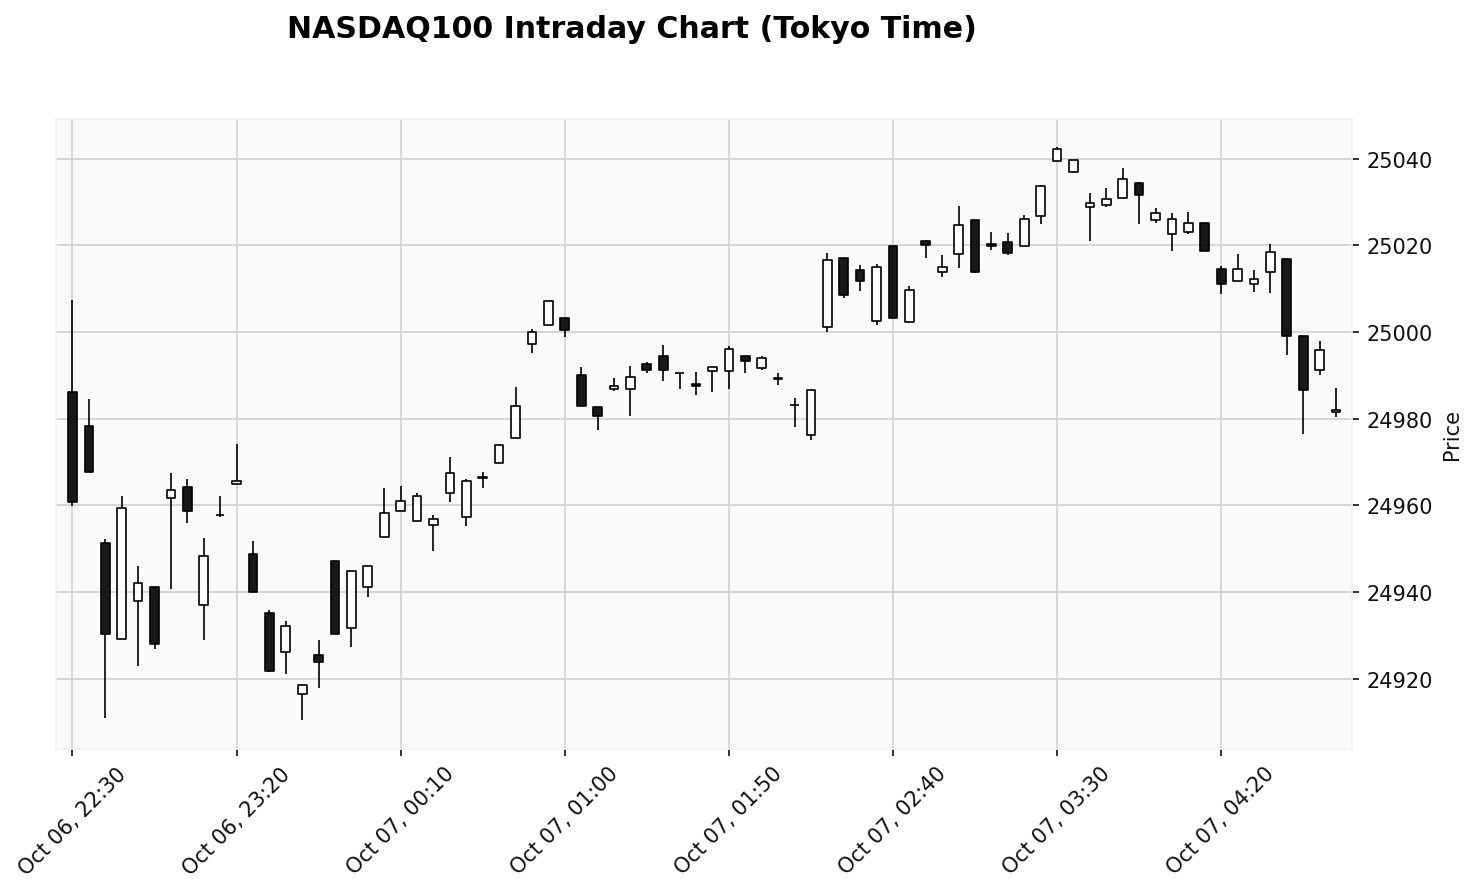 NASDAQ100 Intraday Chart (Tokyo Time)
25040
25020
25000
24980
24960
24940
24920
Price
Oct 06, 22:30
Oct 06, 23:20
Oct 07, 00:10
Oct 07, 01:00
Oct 07, 01:50
Oct 07, 02:40
Oct 07, 03:30
Oct 07, 04:20